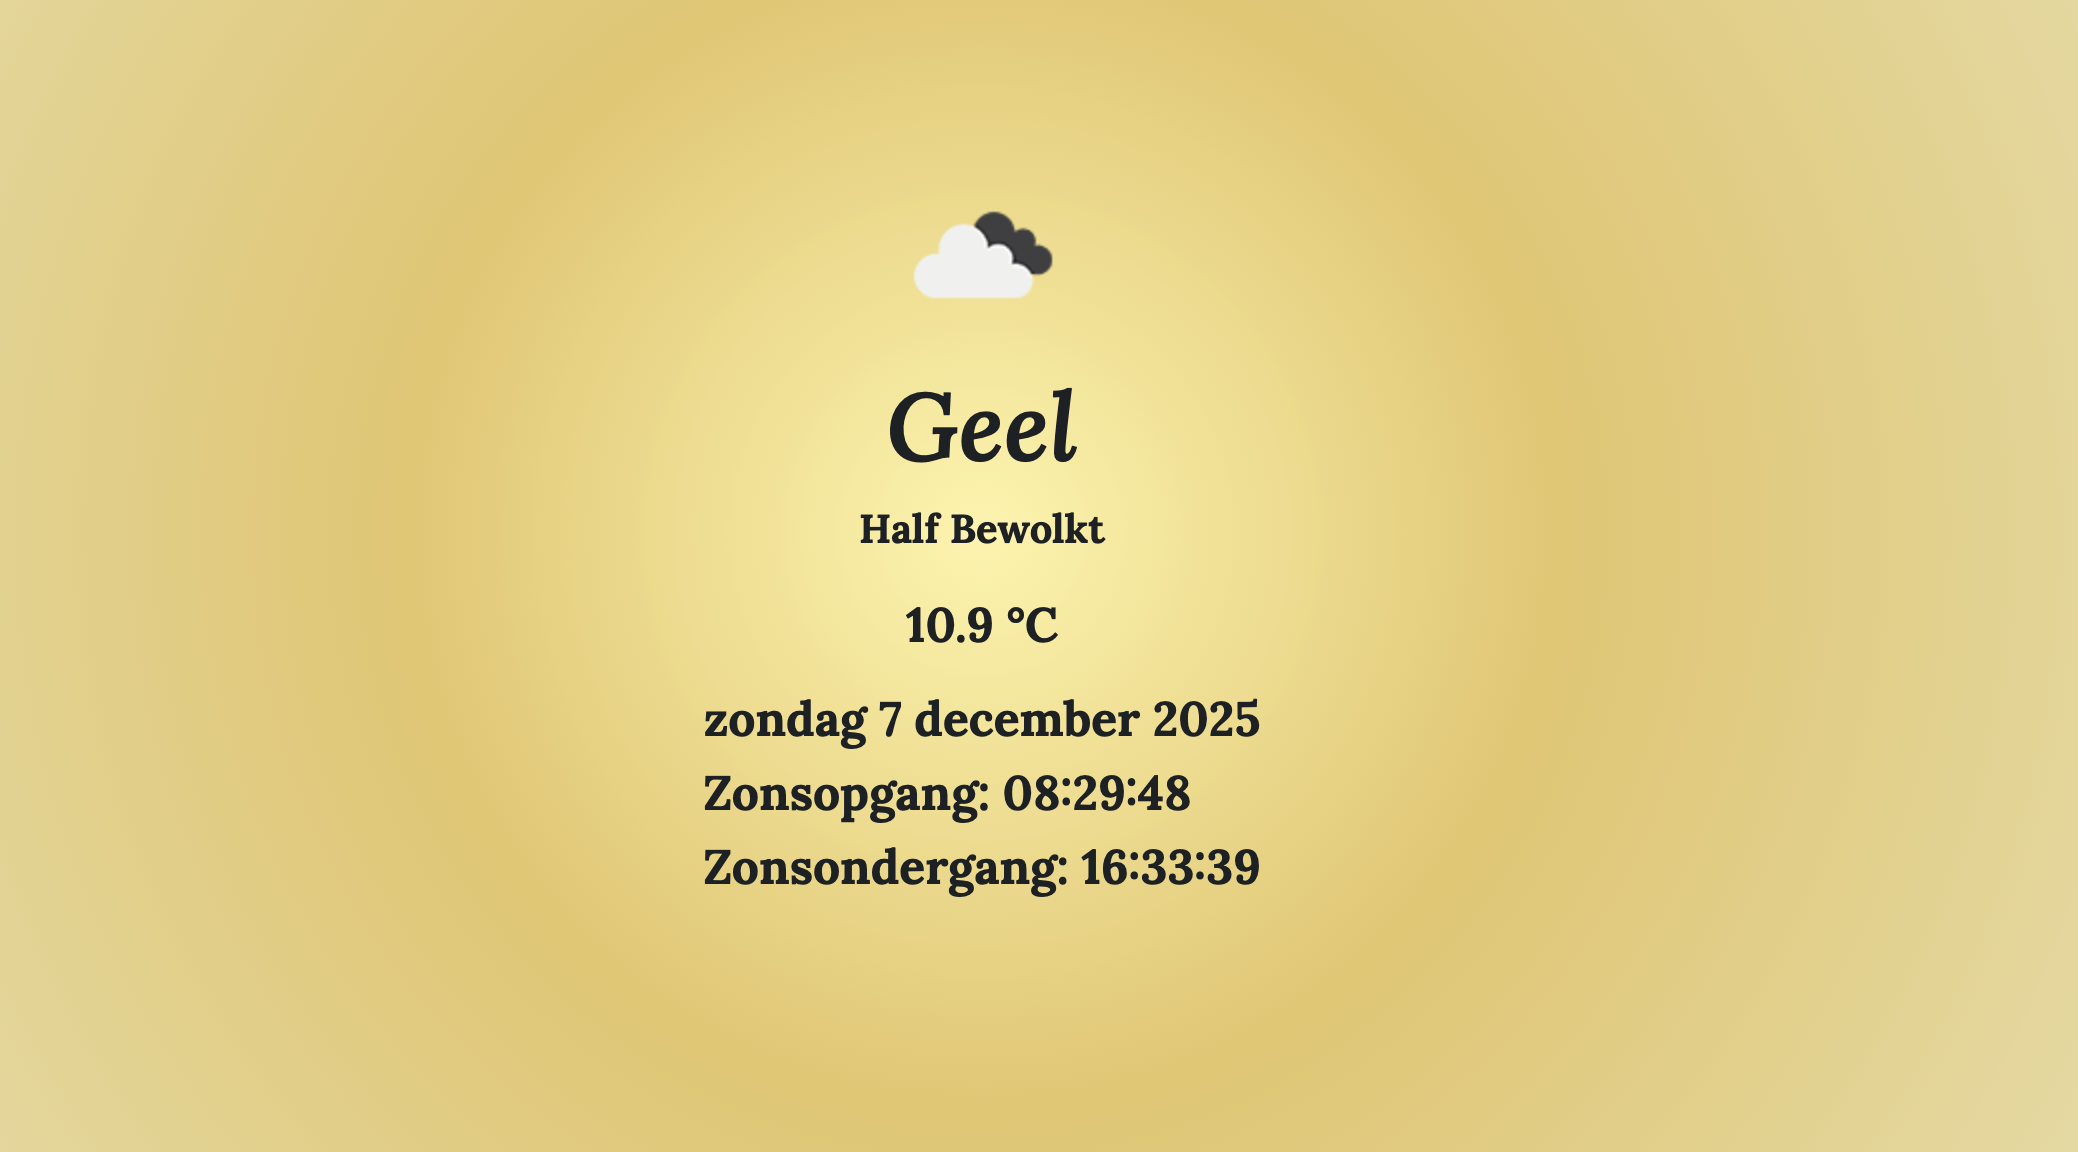 Geel
Half Bewolkt
10.9 °C
zondag 7 december 2025
Zonsopgang: 08:29:48
Zonsondergang: 16:33:39